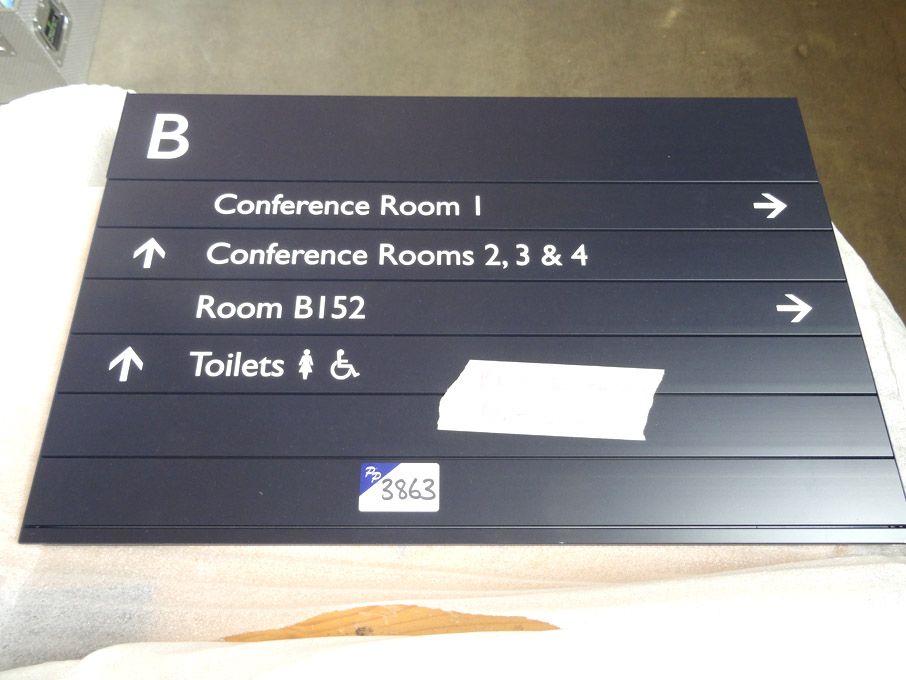 B
Conference Room 1
Conference Rooms 2, 3 & 4
Room B152
Toilets
PP
3863